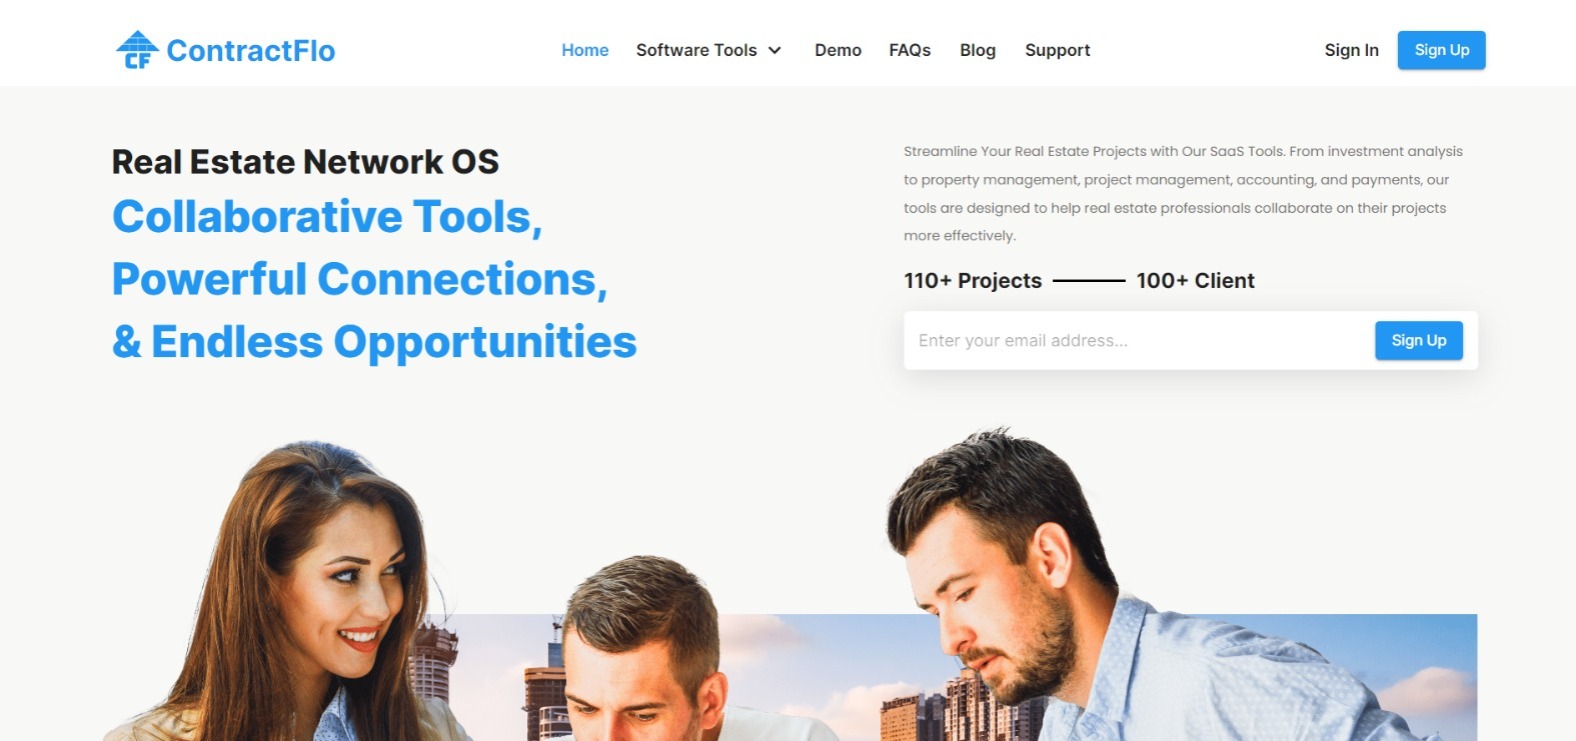 CF ContractFlo
Home Software Tools Demo FAQs Blog Support Sign In Sign Up
Real Estate Network OS
Collaborative Tools,
Powerful Connections,
& Endless Opportunities
Streamline Your Real Estate Projects with Our SaaS Tools. From investment analysis
to property management, project management, accounting, and payments, our
tools are designed to help real estate professionals collaborate on their projects
more effectively.
110+ Projects 100+ Client
Enter your email address... Sign Up